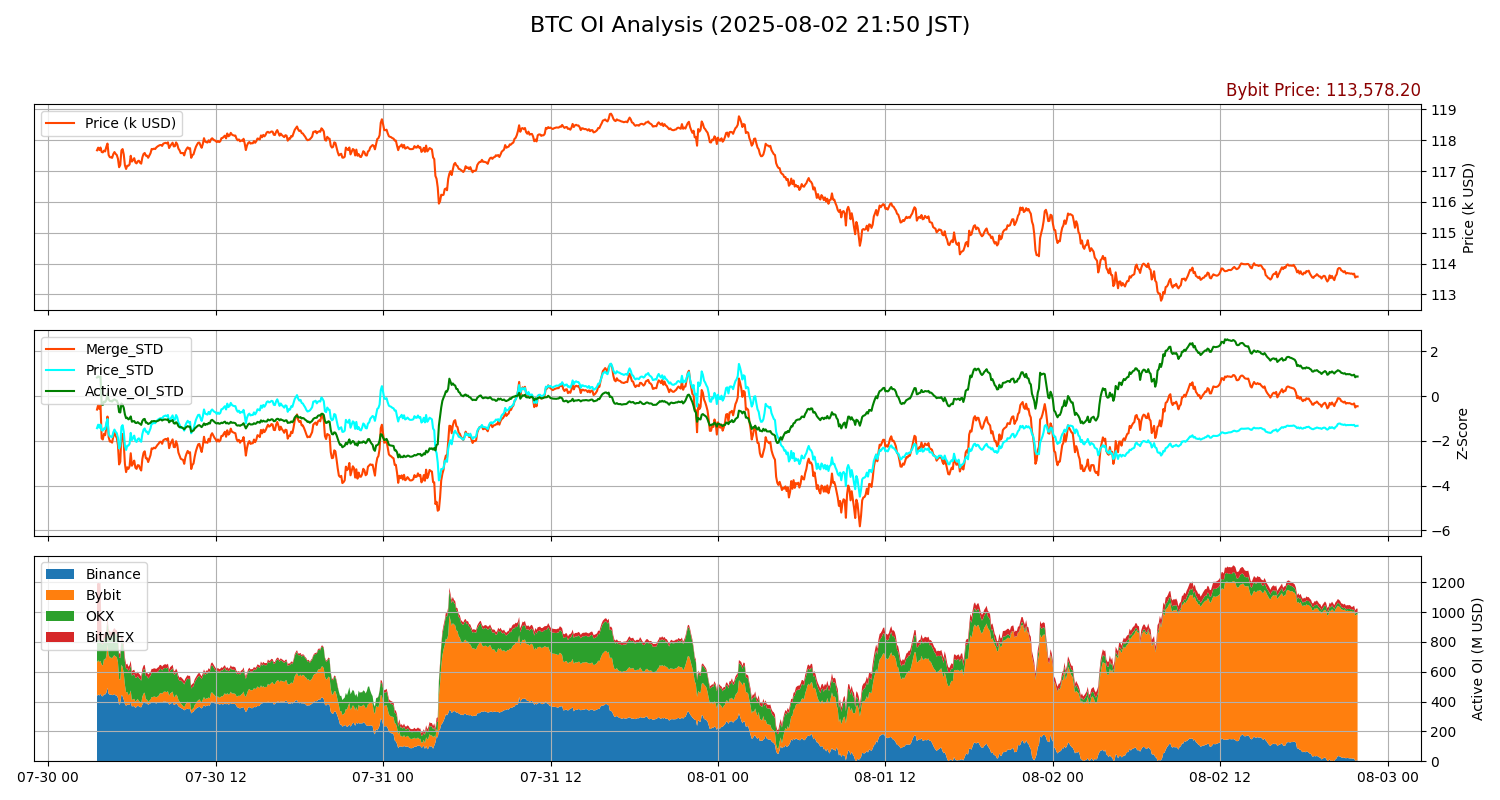 BTC OI Analysis (2025-08-02 21:50 JST)
Bybit Price: 113,578.20
Price (k USD)
119
118
117
116
115
114
113
Price (k USD)
Merge_STD
Price_STD
Active_OI_STD
2
0
−2
−4
−6
Z-Score
Binance
Bybit
OKX
BitMEX
1200
1000
800
600
400
200
0
Active OI (M USD)
07-30 00
07-30 12
07-31 00
07-31 12
08-01 00
08-01 12
08-02 00
08-02 12
08-03 00